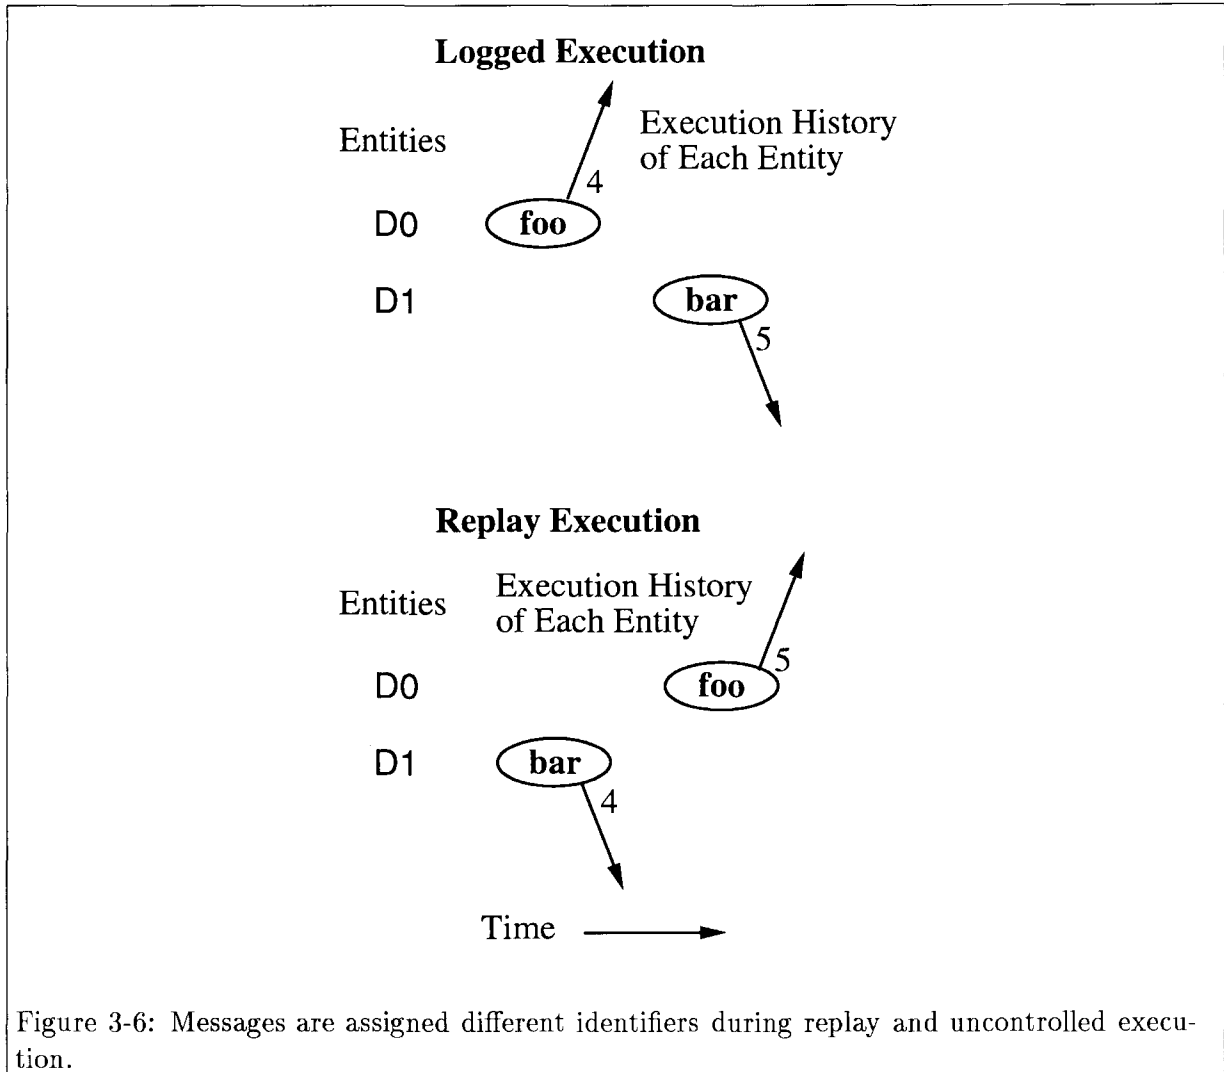 Logged Execution
Entities
Execution History
of Each Entity
4
D0
foo
D1
bar
5
Replay Execution
Entities
Execution History
of Each Entity
5
D0
foo
D1
bar
4
Time
Figure 3-6: Messages are assigned different identifiers during replay and uncontrolled execu-
tion.